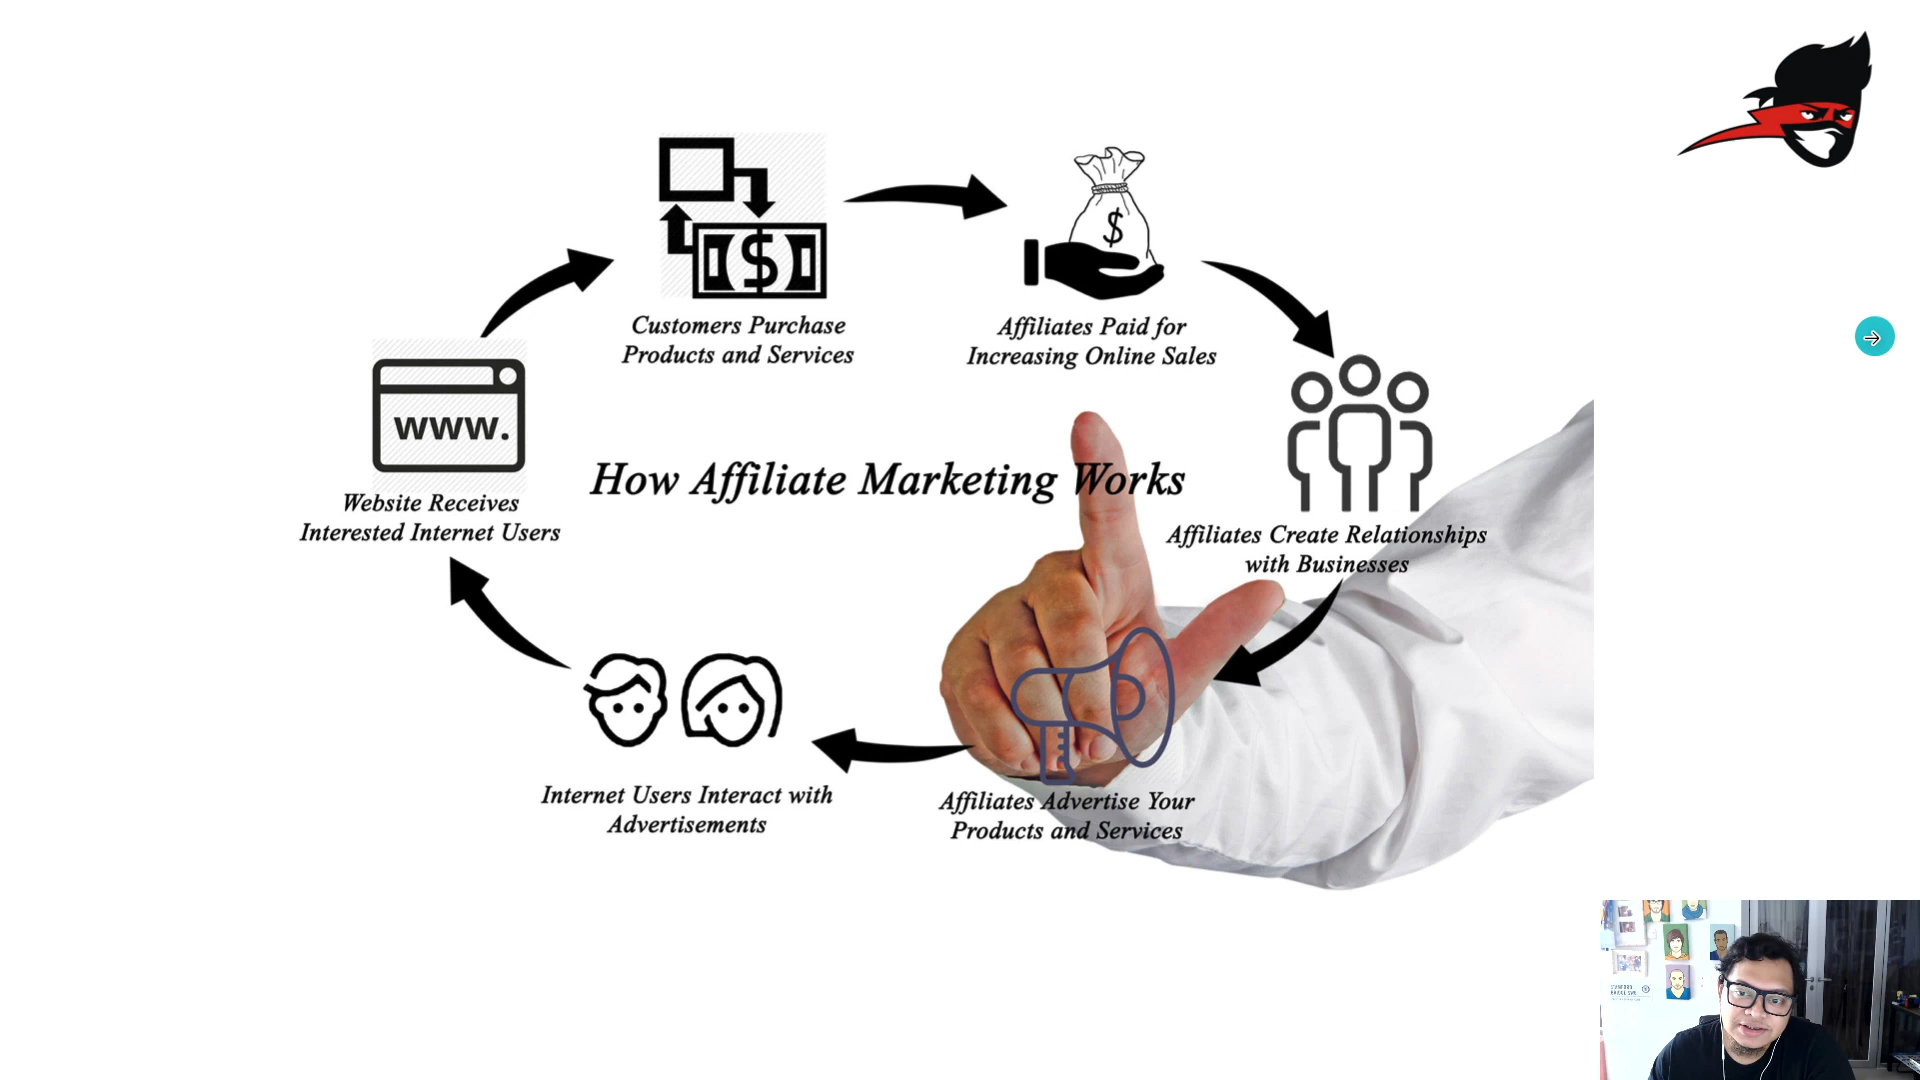 Customers Purchase
Products and Services
Affiliates Paid for
Increasing Online Sales
www.
Website Receives
Interested Internet Users
How Affiliate Marketing Works
Affiliates Create Relationships
with Businesses
Internet Users Interact with
Advertisements
Affiliates Advertise Your
Products and Services
$
$